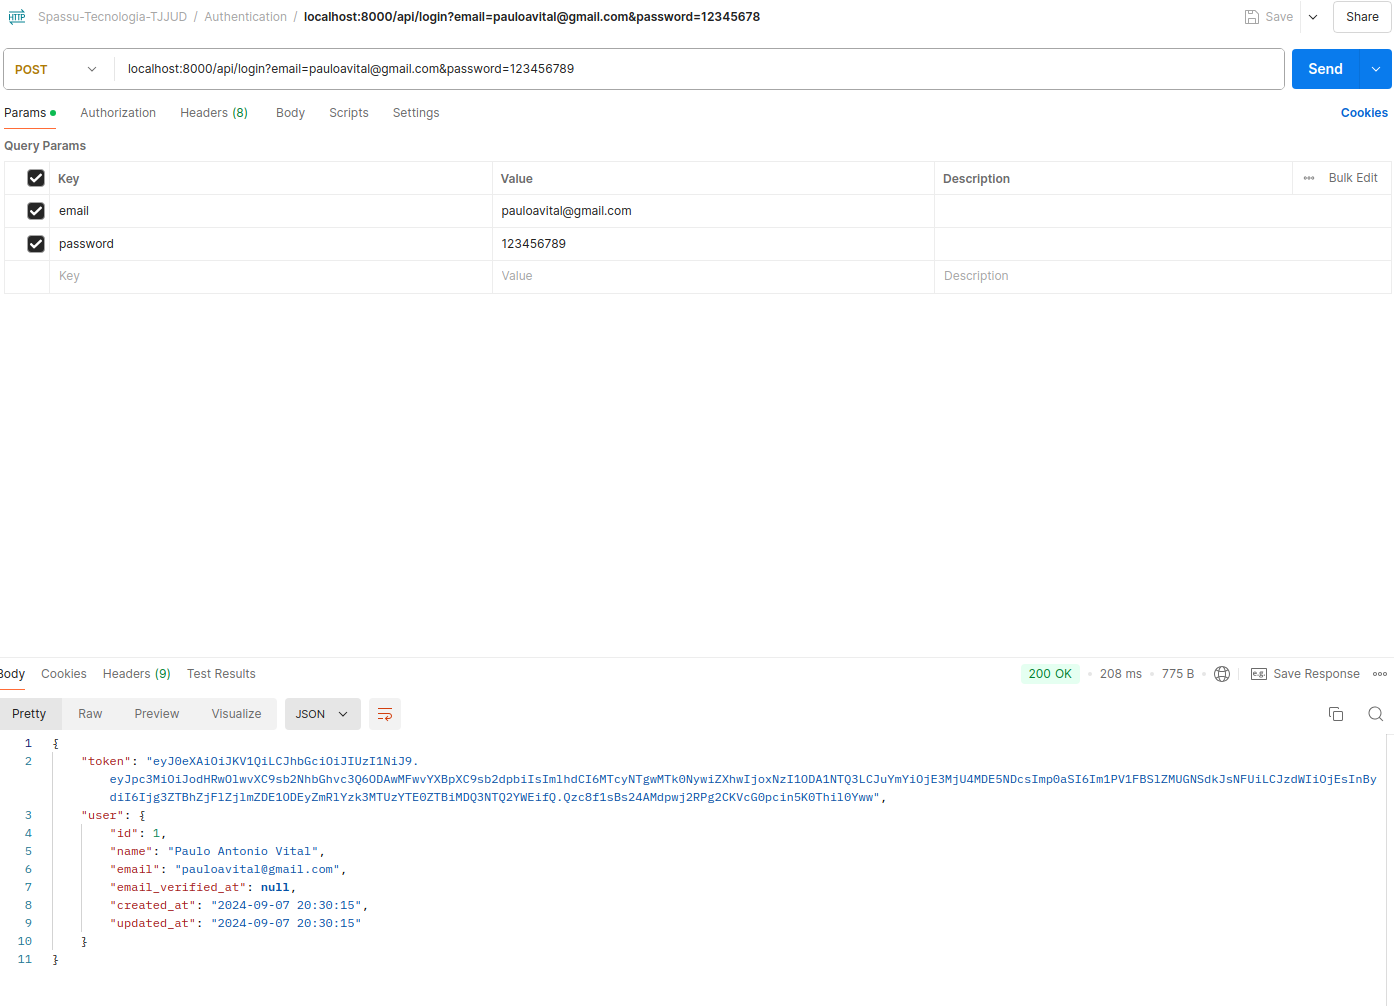 HTTP Spassu-Tecnologia-TJJUD / Authentication / localhost:8000/api/login?email=pauloavital@gmail.com&password=12345678 Save Share
POST localhost:8000/api/login?email=pauloavital@gmail.com&password=123456789 Send
Params Authorization Headers (8) Body Scripts Settings Cookies
Query Params
Key Value Description Bulk Edit
email pauloavital@gmail.com
password 123456789
Key Value Description
Body Cookies Headers (9) Test Results 200 OK 208 ms 775 B e.g. Save Response
Pretty Raw Preview Visualize JSON
1 {
2 "token": "eyJ0eXAiOiJKV1QiLCJhbGciOiJIUzI1NiJ9.
eyJpc3MiOiJodHRwOlwvXC9sb2NhbGhvc3Q6ODAwMFwvYXBpXC9sb2dpbiIsImlhdCI6MTcyNTgwMTk0NywiZXhwIjoxNzI1ODA1NTQ3LCJuYmYiOjE3MjU4MDE5NDcsImp0aSI6Im1PV1FBSlZMUGNSdkJsNFUiLCJzdWIiOjEsInBy
diI6Ijg3ZTBhZjFlZjlmZDE1ODEyZmRlYzk3MTUzYTE0ZTBiMDQ3NTQ2YWEifQ.Qzc8f1sBs24AMdpwj2RPg2CKVcG0pcin5K0Thil0Yww",
3 "user": {
4 "id": 1,
5 "name": "Paulo Antonio Vital",
6 "email": "pauloavital@gmail.com",
7 "email_verified_at": null,
8 "created_at": "2024-09-07 20:30:15",
9 "updated_at": "2024-09-07 20:30:15"
10 }
11 }